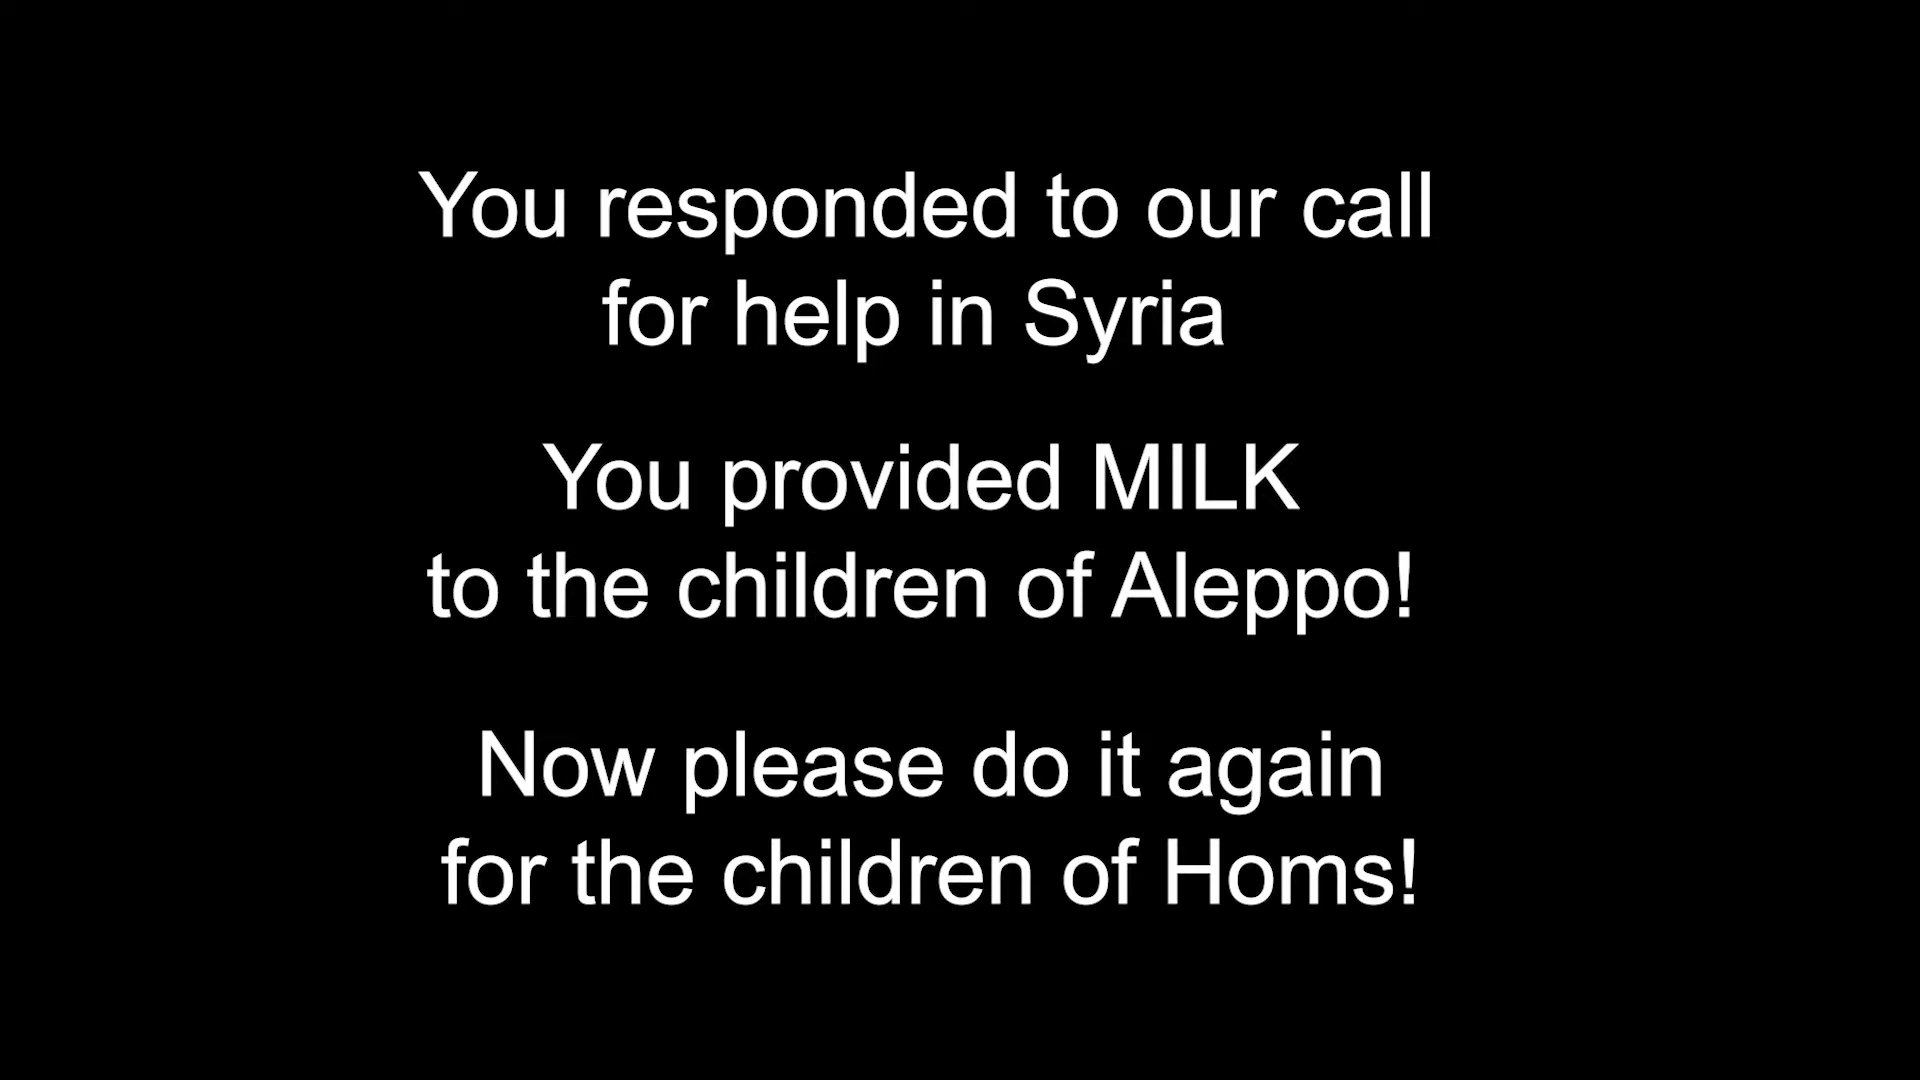 You responded to our call
for help in Syria
You provided MILK
to the children of Aleppo!
Now please do it again
for the children of Homs!